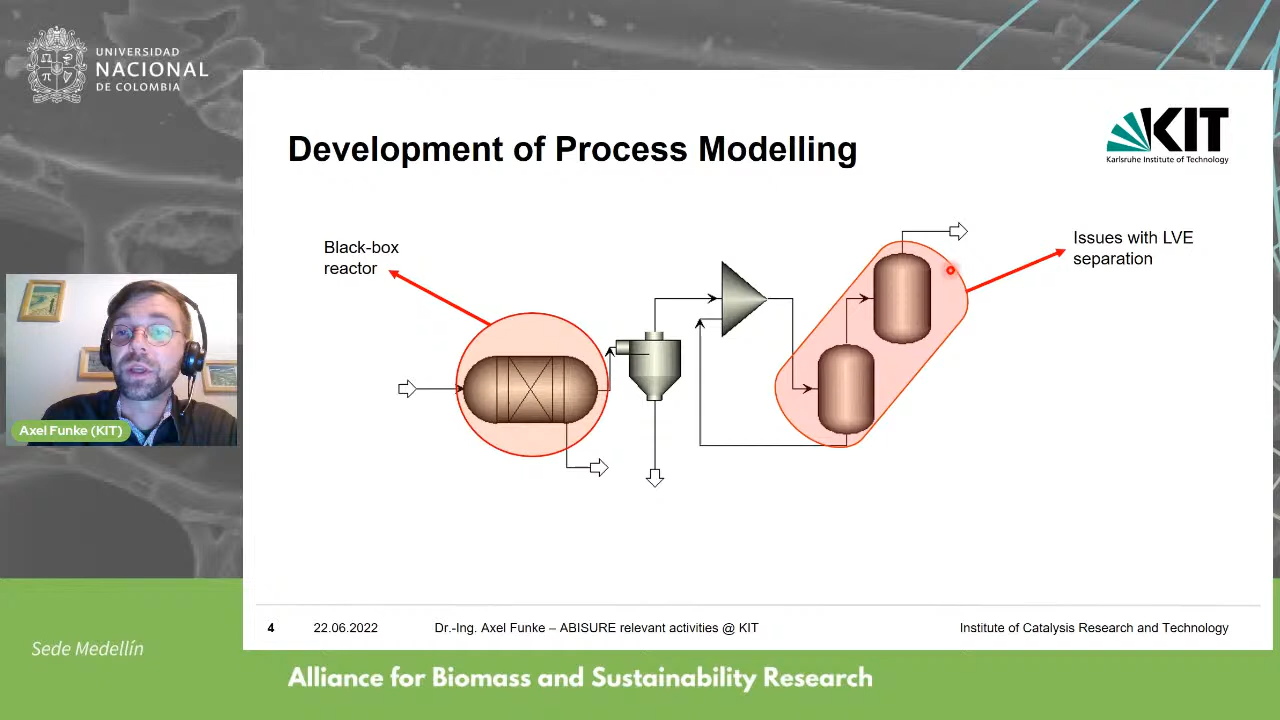 UNIVERSIDAD
NACIONAL
DE COLOMBIA
Development of Process Modelling
KIT
Karlsruhe Institute of Technology
Black-box
reactor
Issues with LVE
separation
Axel Funke (KIT)
4 22.06.2022 Dr.-Ing. Axel Funke – ABISURE relevant activities @ KIT Institute of Catalysis Research and Technology
Sede Medellín
Alliance for Biomass and Sustainability Research